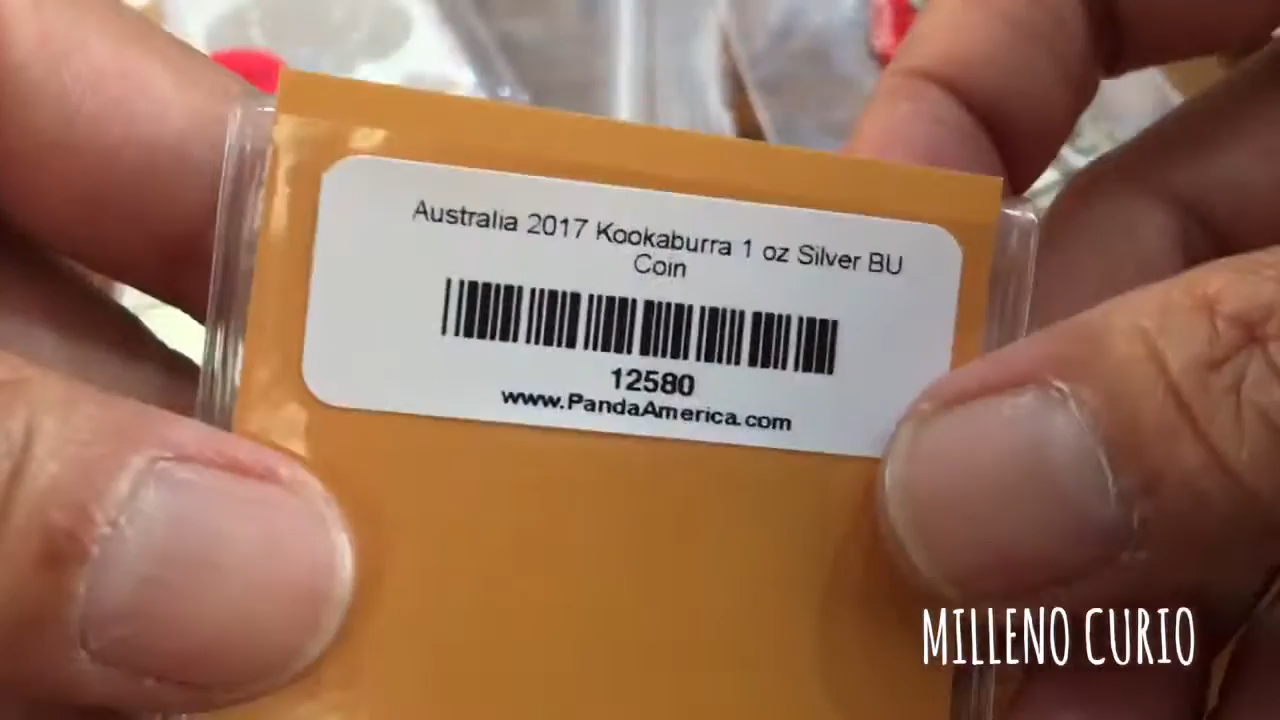 Australia 2017 Kookaburra 1 oz Silver BU
Coin
12580
www.PandaAmerica.com
MILLENO CURIO